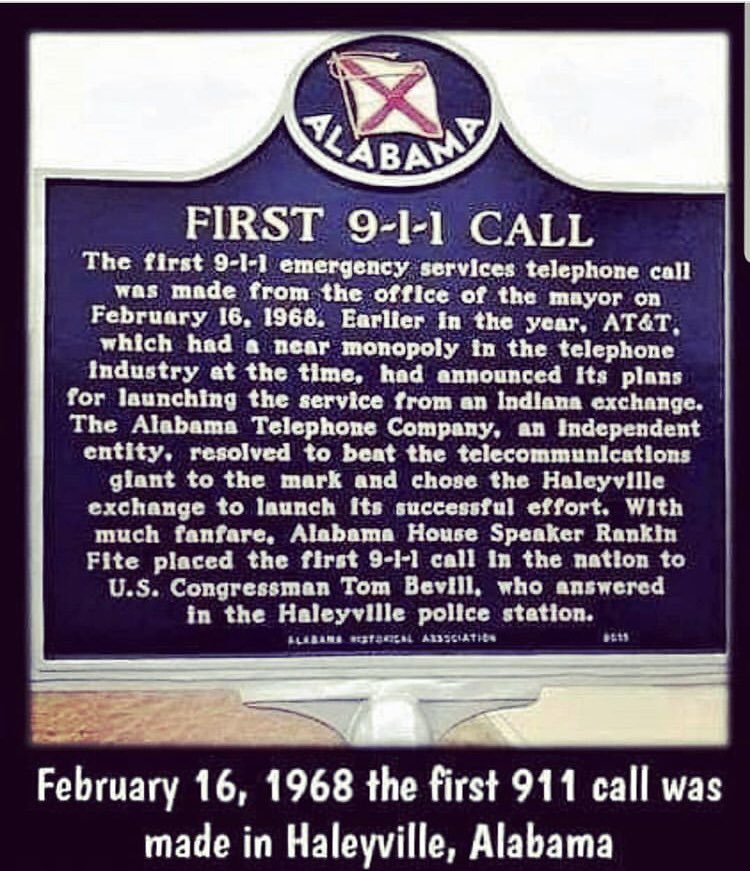 ALABAMA
FIRST 9-1-1 CALL
The first 9-1-1 emergency services telephone call
was made from the office of the mayor on
February 16, 1968. Earlier in the year, AT&T,
which had a near monopoly in the telephone
industry at the time, had announced its plans
for launching the service from an Indiana exchange.
The Alabama Telephone Company, an independent
entity, resolved to beat the telecommunications
giant to the mark and chose the Haleyville
exchange to launch its successful effort. With
much fanfare, Alabama House Speaker Rankin
Fite placed the first 9-1-1 call in the nation to
U.S. Congressman Tom Bevill, who answered
in the Haleyville police station.
ALABAMA HISTORICAL ASSOCIATION
February 16, 1968 the first 911 call was
made in Haleyville, Alabama